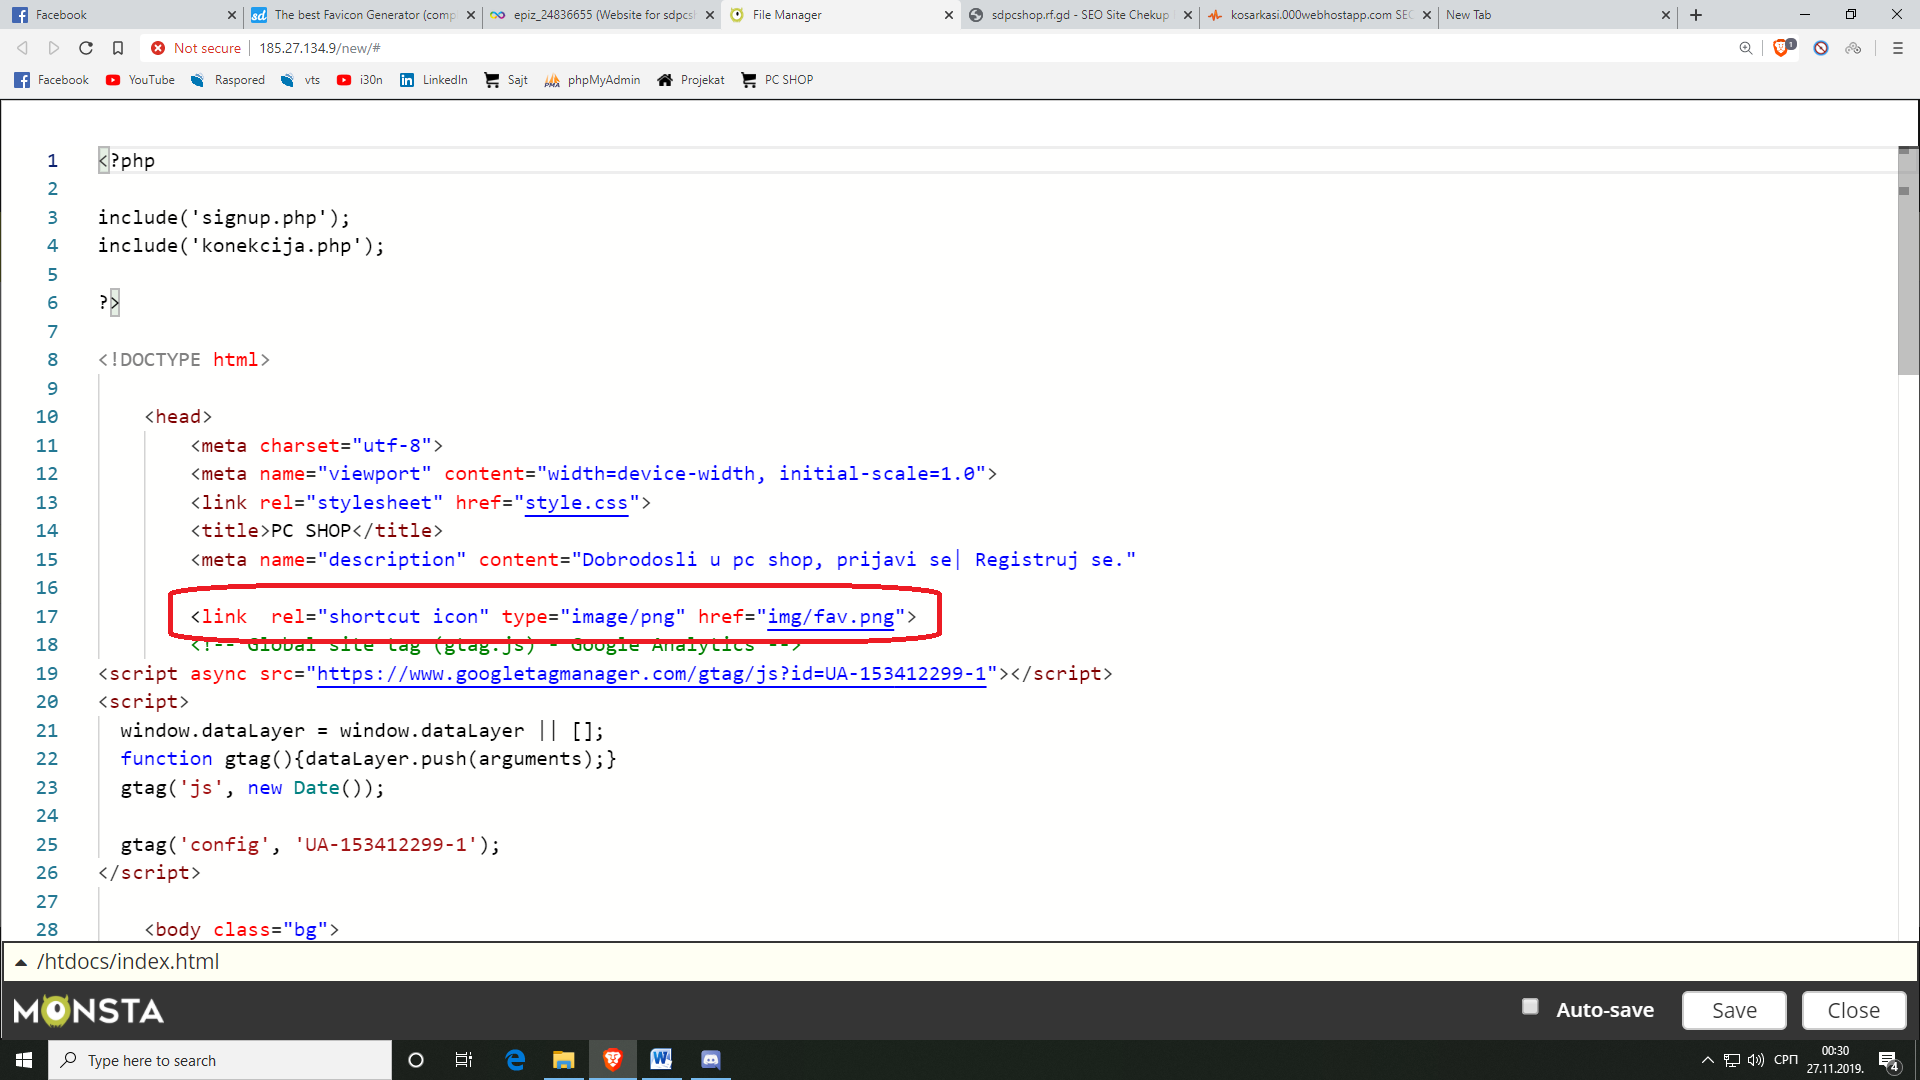 Facebook
The best Favicon Generator (comp
epiz_24836655 (Website for sdpcsh
File Manager
sdpcshop.rf.gd - SEO Site Chekup
kosarkasi.000webhostapp.com SEO
New Tab
Not secure 185.27.134.9/new/#
Facebook YouTube Raspored vts i30n LinkedIn Sajt phpMyAdmin Projekat PC SHOP
1 <?php
2
3 include('signup.php');
4 include('konekcija.php');
5
6 ?>
7
8 <!DOCTYPE html>
9
10 <head>
11 <meta charset="utf-8">
12 <meta name="viewport" content="width=device-width, initial-scale=1.0">
13 <link rel="stylesheet" href="style.css">
14 <title>PC SHOP</title>
15 <meta name="description" content="Dobrodosli u pc shop, prijavi se| Registruj se."
16
17 <link  rel="shortcut icon" type="image/png" href="img/fav.png">
18 <!-- Global site tag (gtag.js) - Google Analytics -->
19 <script async src="https://www.googletagmanager.com/gtag/js?id=UA-153412299-1"></script>
20 <script>
21 window.dataLayer = window.dataLayer || [];
22 function gtag(){dataLayer.push(arguments);}
23 gtag('js', new Date());
24
25 gtag('config', 'UA-153412299-1');
26 </script>
27
28 <body class="bg">
/htdocs/index.html
MONSTA
Auto-save Save Close
Type here to search
СРП
00:30
27.11.2019.
4